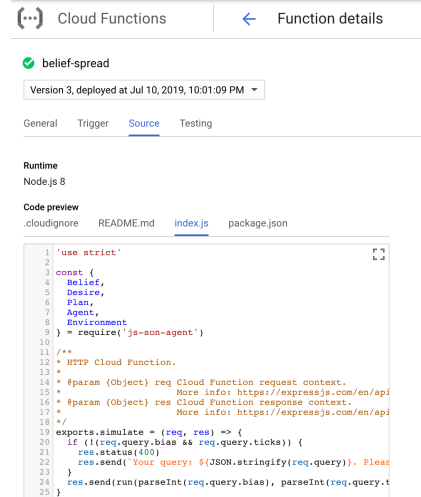 Cloud Functions
Function details
belief-spread
Version 3, deployed at Jul 10, 2019, 10:01:09 PM
General Trigger Source Testing
Runtime
Node.js 8
Code preview
.cloudignore README.md index.js package.json
1 'use strict'
2
3 const {
4 Belief,
5 Desire,
6 Plan,
7 Agent,
8 Environment
9 } = require('js-son-agent')
10
11 /**
12 * HTTP Cloud Function.
13 *
14 * @param {Object} req Cloud Function request context.
15 * More info: https://expressjs.com/en/api
16 * @param {Object} res Cloud Function response context.
17 * More info: https://expressjs.com/en/api
18 */
19 exports.simulate = (req, res) => {
20 if (!(req.query.bias && req.query.ticks)) {
21 res.status(400)
22 res.send(`Your query: ${JSON.stringify(req.query)}. Pleas
23 }
24 res.send(run(parseInt(req.query.bias), parseInt(req.query.t
25 }